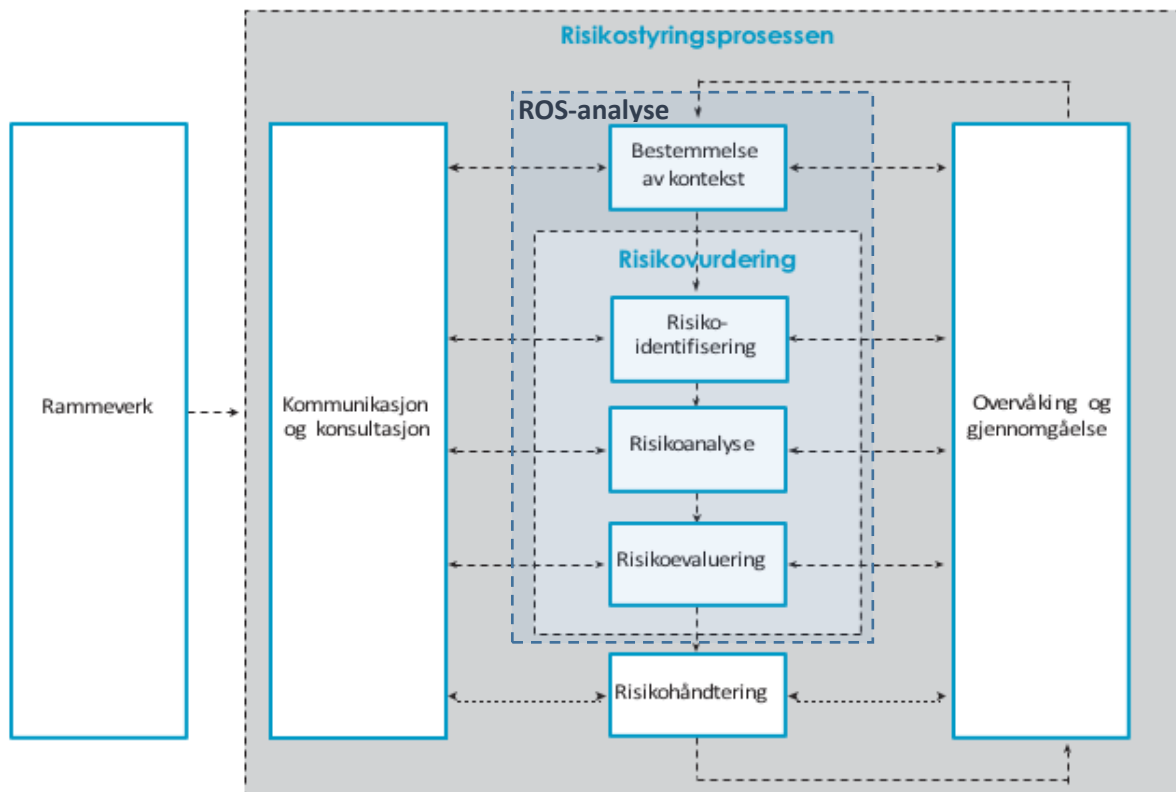 Risikostyringsprosessen
ROS-analyse
Bestemmelse
av kontekst
Risikovurdering
Risiko-
identifisering
Rammeverk
Kommunikasjon
og konsultasjon
Overvåking og
gjennomgåelse
Risikoanalyse
Risikoevaluering
Risikohåndtering